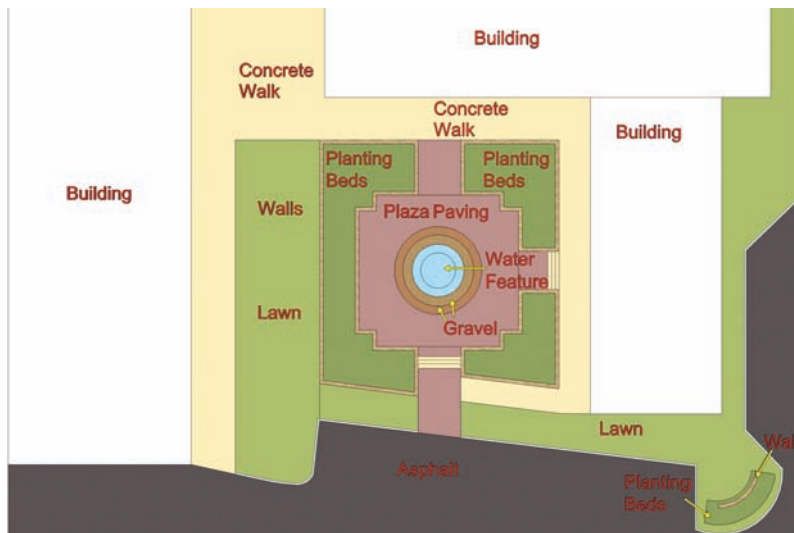 Building
Concrete
Walk
Concrete
Walk
Building
Planting
Beds
Planting
Beds
Building
Walls
Plaza Paving
Water
Feature
Lawn
Gravel
Lawn
Wall
Asphalt
Planting
Beds